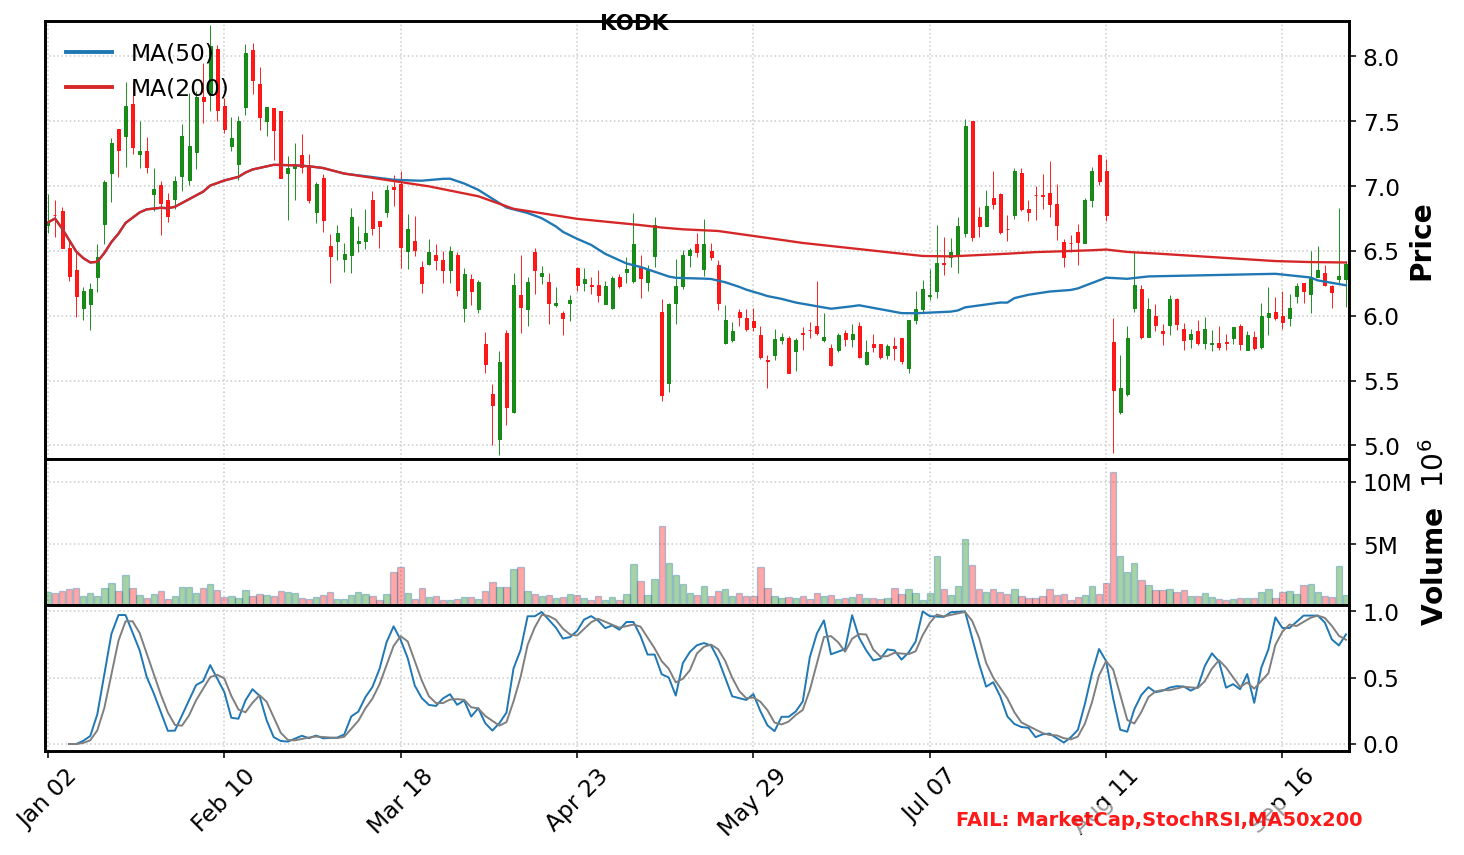 KODK
MA(50)
MA(200)
8.0
7.5
7.0
6.5
6.0
5.5
5.0
Price
10M
5M
Volume 10^6
1.0
0.5
0.0
Jan 02
Feb 10
Mar 18
Apr 23
May 29
Jul 07
Aug 11
Sep 16
FAIL: MarketCap,StochRSI,MA50x200